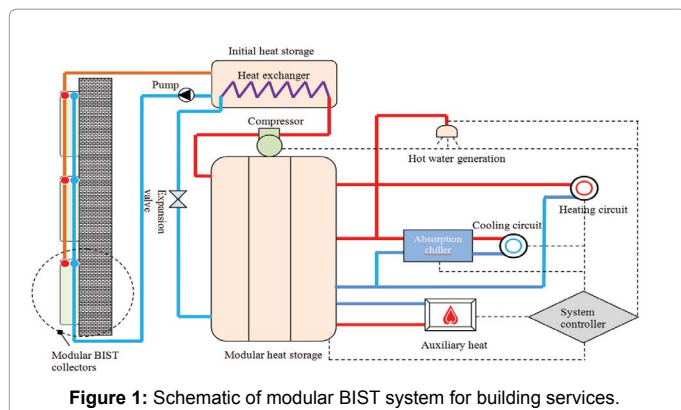 Initial heat storage
Heat exchanger
Pump
Compressor
Hot water generation
Expansion
valve
Heating circuit
Cooling circuit
Absorption
chiller
System
controller
Auxiliary heat
Modular BIST
collectors
Modular heat storage
Figure 1: Schematic of modular BIST system for building services.